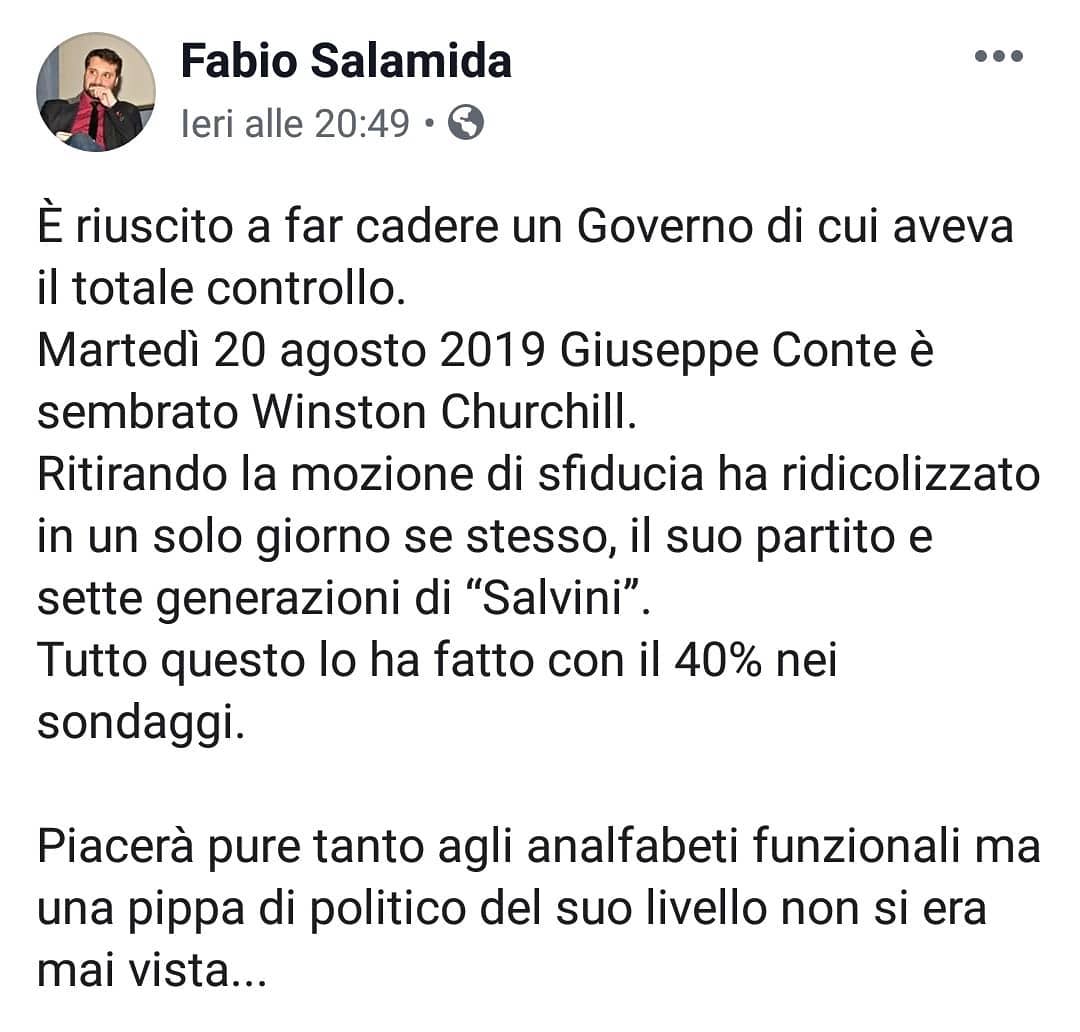 Fabio Salamida
Ieri alle 20:49 •
È riuscito a far cadere un Governo di cui aveva
il totale controllo.
Martedì 20 agosto 2019 Giuseppe Conte è
sembrato Winston Churchill.
Ritirando la mozione di sfiducia ha ridicolizzato
in un solo giorno se stesso, il suo partito e
sette generazioni di “Salvini”.
Tutto questo lo ha fatto con il 40% nei
sondaggi.
Piacerà pure tanto agli analfabeti funzionali ma
una pippa di politico del suo livello non si era
mai vista...